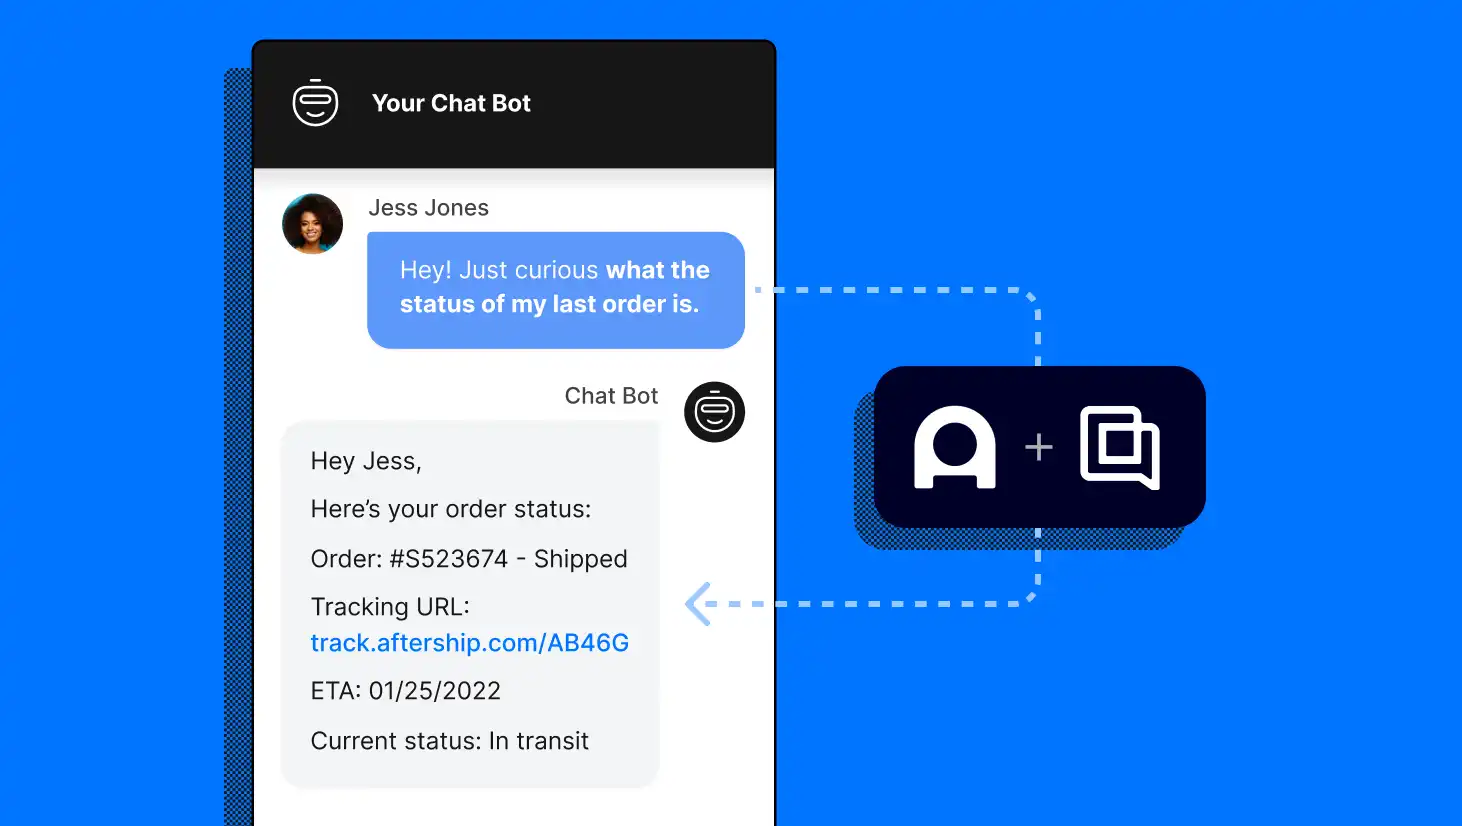 Your Chat Bot
Jess Jones
Hey! Just curious what the
status of my last order is.
Chat Bot
Hey Jess,
Here’s your order status:
Order: #S523674 - Shipped
Tracking URL:
track.aftership.com/AB46G
ETA: 01/25/2022
Current status: In transit